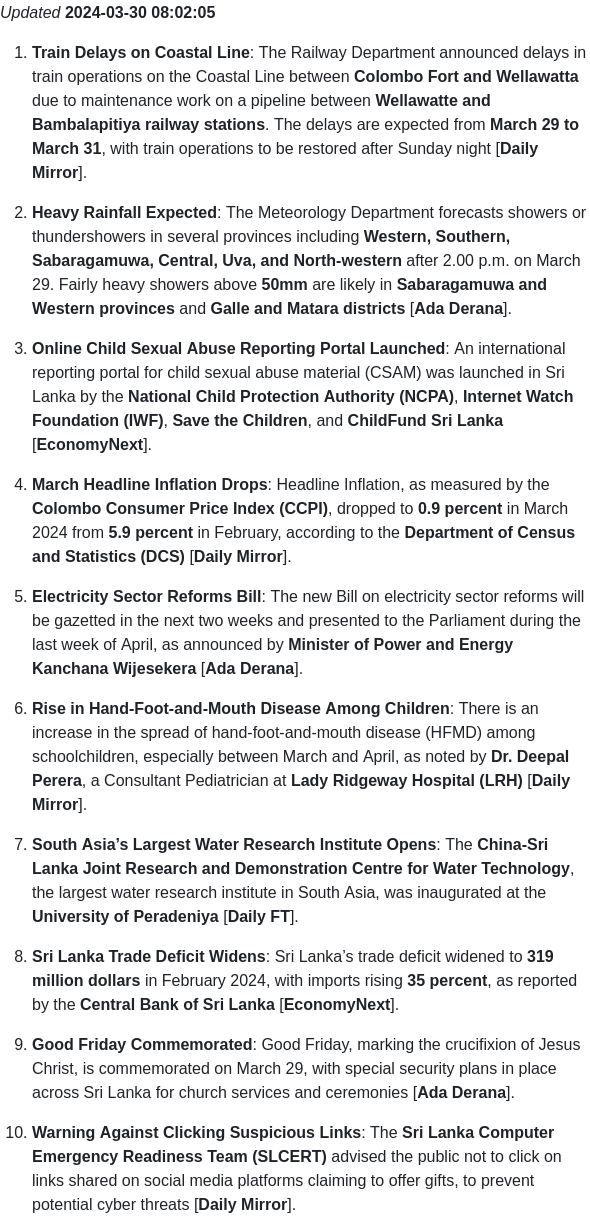 Updated 2024-03-30 08:02:05
1. Train Delays on Coastal Line: The Railway Department announced delays in
train operations on the Coastal Line between Colombo Fort and Wellawatta
due to maintenance work on a pipeline between Wellawatte and
Bambalapitiya railway stations. The delays are expected from March 29 to
March 31, with train operations to be restored after Sunday night [Daily
Mirror].
2. Heavy Rainfall Expected: The Meteorology Department forecasts showers or
thundershowers in several provinces including Western, Southern,
Sabaragamuwa, Central, Uva, and North-western after 2.00 p.m. on March
29. Fairly heavy showers above 50mm are likely in Sabaragamuwa and
Western provinces and Galle and Matara districts [Ada Derana].
3. Online Child Sexual Abuse Reporting Portal Launched: An international
reporting portal for child sexual abuse material (CSAM) was launched in Sri
Lanka by the National Child Protection Authority (NCPA), Internet Watch
Foundation (IWF), Save the Children, and ChildFund Sri Lanka
[EconomyNext].
4. March Headline Inflation Drops: Headline Inflation, as measured by the
Colombo Consumer Price Index (CCPI), dropped to 0.9 percent in March
2024 from 5.9 percent in February, according to the Department of Census
and Statistics (DCS) [Daily Mirror].
5. Electricity Sector Reforms Bill: The new Bill on electricity sector reforms will
be gazetted in the next two weeks and presented to the Parliament during the
last week of April, as announced by Minister of Power and Energy
Kanchana Wijesekera [Ada Derana].
6. Rise in Hand-Foot-and-Mouth Disease Among Children: There is an
increase in the spread of hand-foot-and-mouth disease (HFMD) among
schoolchildren, especially between March and April, as noted by Dr. Deepal
Perera, a Consultant Pediatrician at Lady Ridgeway Hospital (LRH) [Daily
Mirror].
7. South Asia’s Largest Water Research Institute Opens: The China-Sri
Lanka Joint Research and Demonstration Centre for Water Technology,
the largest water research institute in South Asia, was inaugurated at the
University of Peradeniya [Daily FT].
8. Sri Lanka Trade Deficit Widens: Sri Lanka’s trade deficit widened to 319
million dollars in February 2024, with imports rising 35 percent, as reported
by the Central Bank of Sri Lanka [EconomyNext].
9. Good Friday Commemorated: Good Friday, marking the crucifixion of Jesus
Christ, is commemorated on March 29, with special security plans in place
across Sri Lanka for church services and ceremonies [Ada Derana].
10. Warning Against Clicking Suspicious Links: The Sri Lanka Computer
Emergency Readiness Team (SLCERT) advised the public not to click on
links shared on social media platforms claiming to offer gifts, to prevent
potential cyber threats [Daily Mirror].